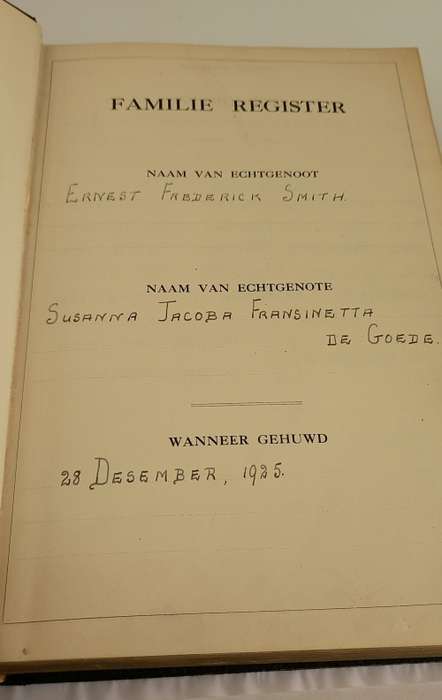 FAMILIE REGISTER
NAAM VAN ECHTGENOOT
ERNEST FREDERICK SMITH.
NAAM VAN ECHTGENOTE
SUSANNA JACOBA FRANSINETTA
DE GOEDE.
WANNEER GEHUWD
28 DESEMBER, 1925.